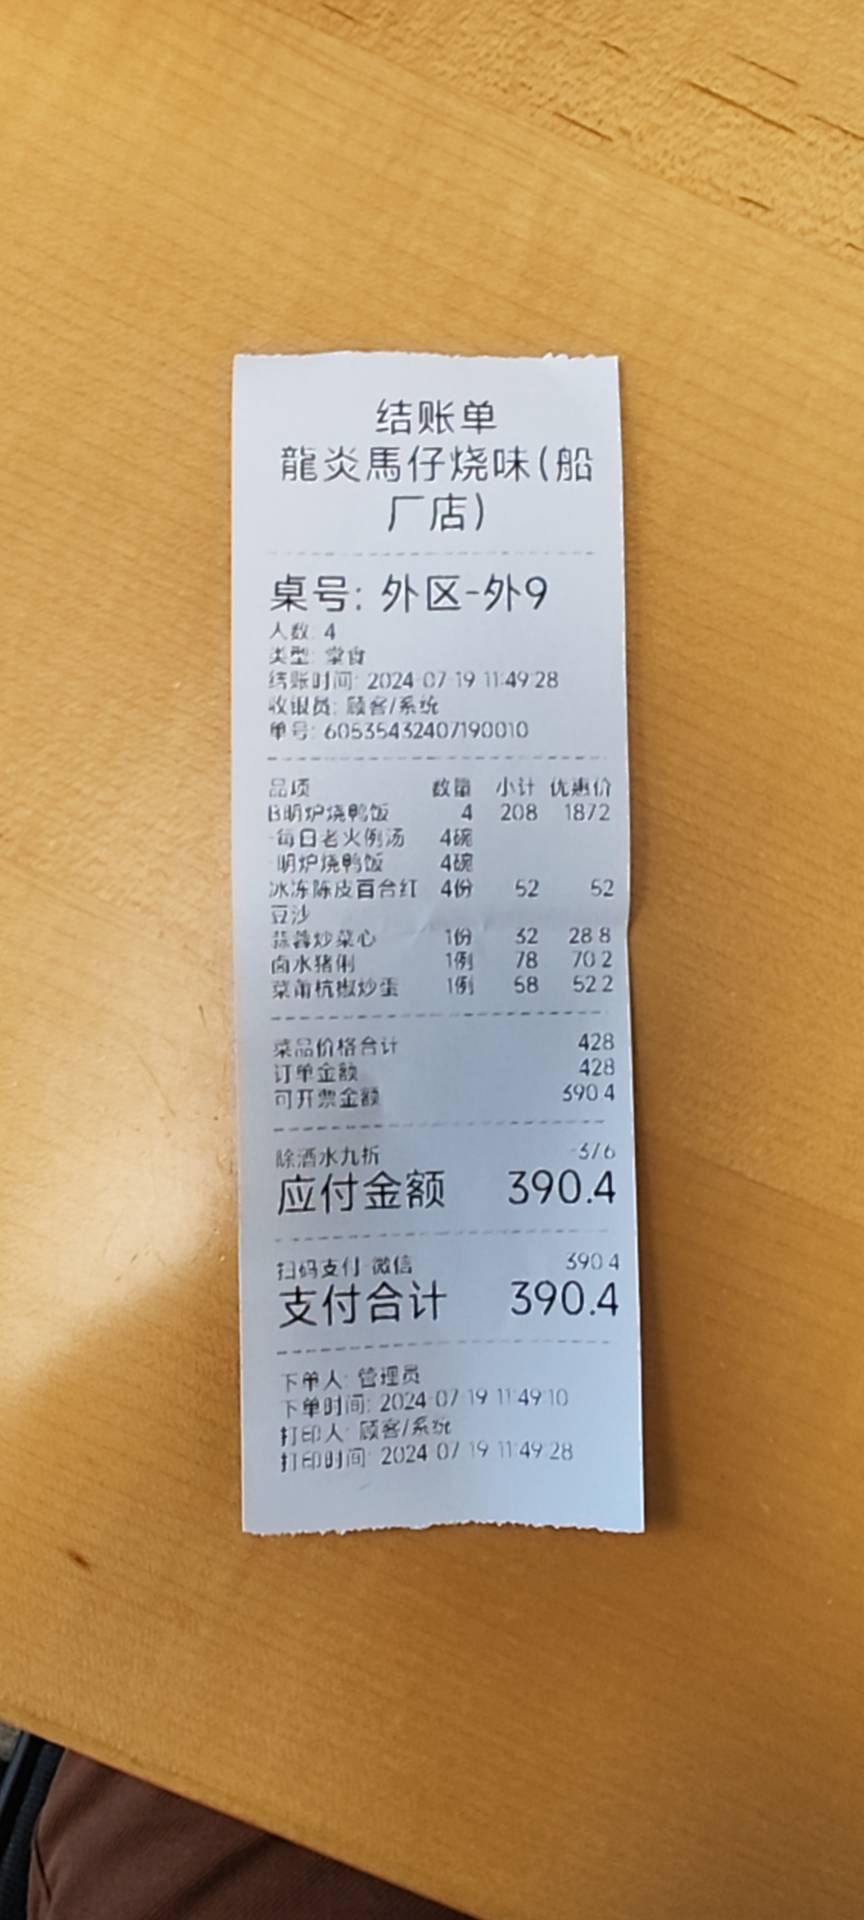 结账单
龍炎馬仔烧味(船
厂店)
桌号: 外区-外9
人数: 4
类型: 堂食
结账时间: 2024-07-19 11:49:28
收银员: 顾客/系统
单号: 60535432407190010
品项 数量 小计 优惠价
B明炉烧鸭饭 4 208 187.2
-每日老火例汤 4碗
-明炉烧鸭饭 4碗
冰冻陈皮百合红 4份 52 52
豆沙
蒜蓉炒菜心 1份 32 28.8
卤水猪俐 1例 78 70.2
菜甫杭椒炒蛋 1例 58 52.2
菜品价格合计 428
订单金额 428
可开票金额 390.4
除酒水九折 -37.6
应付金额 390.4
扫码支付-微信 390.4
支付合计 390.4
下单人: 管理员
下单时间: 2024-07-19 11:49:10
打印人: 顾客/系统
打印时间: 2024-07-19 11:49:28